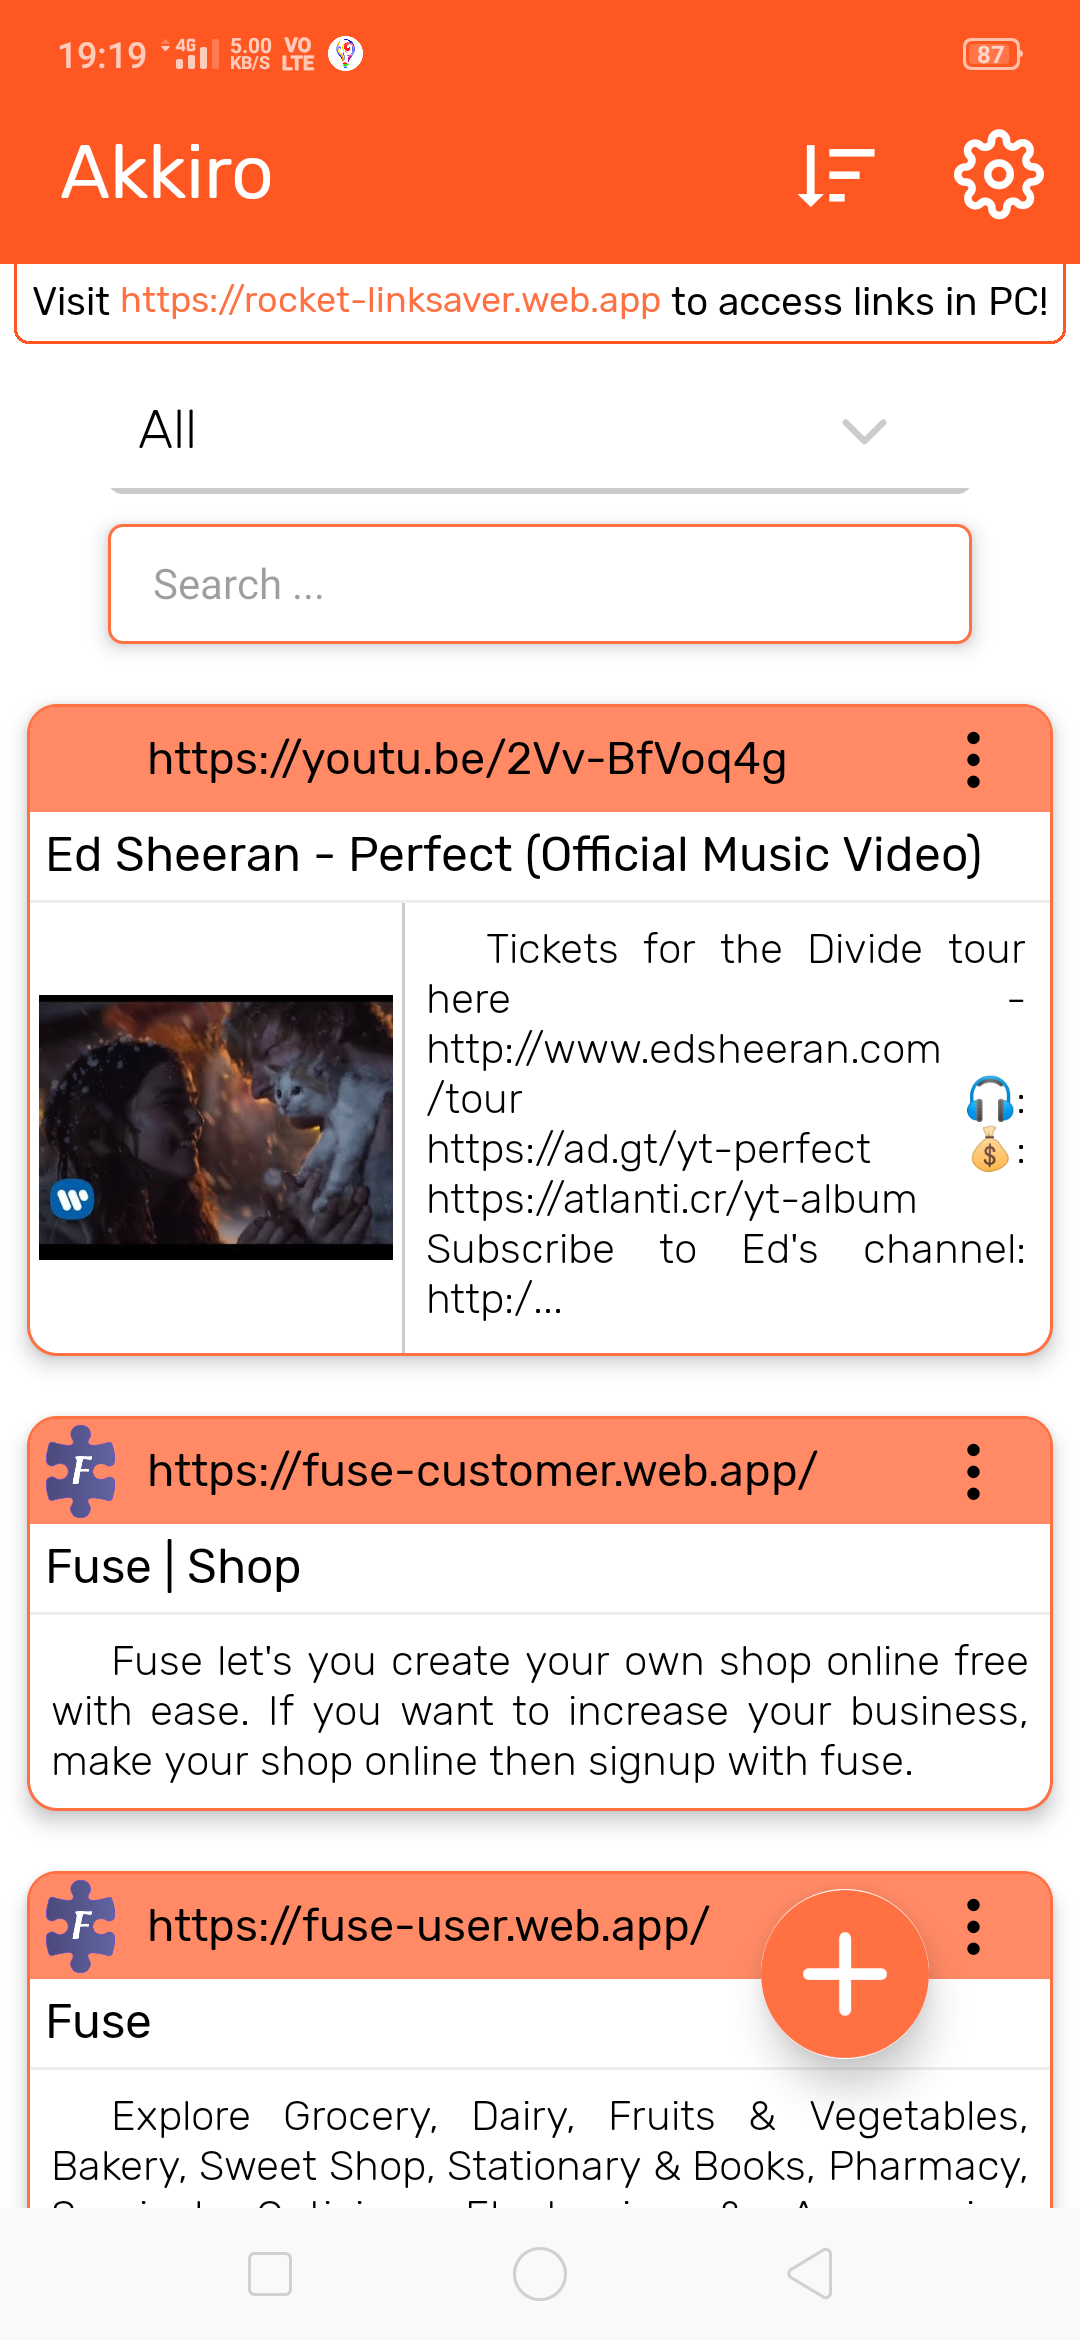 19:19 4G 5.00 KB/S VO LTE 87
Akkiro
Visit https://rocket-linksaver.web.app to access links in PC!
All
Search ...
https://youtu.be/2Vv-BfVoq4g
Ed Sheeran - Perfect (Official Music Video)
Tickets for the Divide tour
here -
http://www.edsheeran.com
/tour 🎧:
https://ad.gt/yt-perfect 💰:
https://atlanti.cr/yt-album
Subscribe to Ed's channel:
http:/...
F https://fuse-customer.web.app/
Fuse | Shop
Fuse let's you create your own shop online free
with ease. If you want to increase your business,
make your shop online then signup with fuse.
F https://fuse-user.web.app/
Fuse
Explore Grocery, Dairy, Fruits & Vegetables,
Bakery, Sweet Shop, Stationary & Books, Pharmacy,